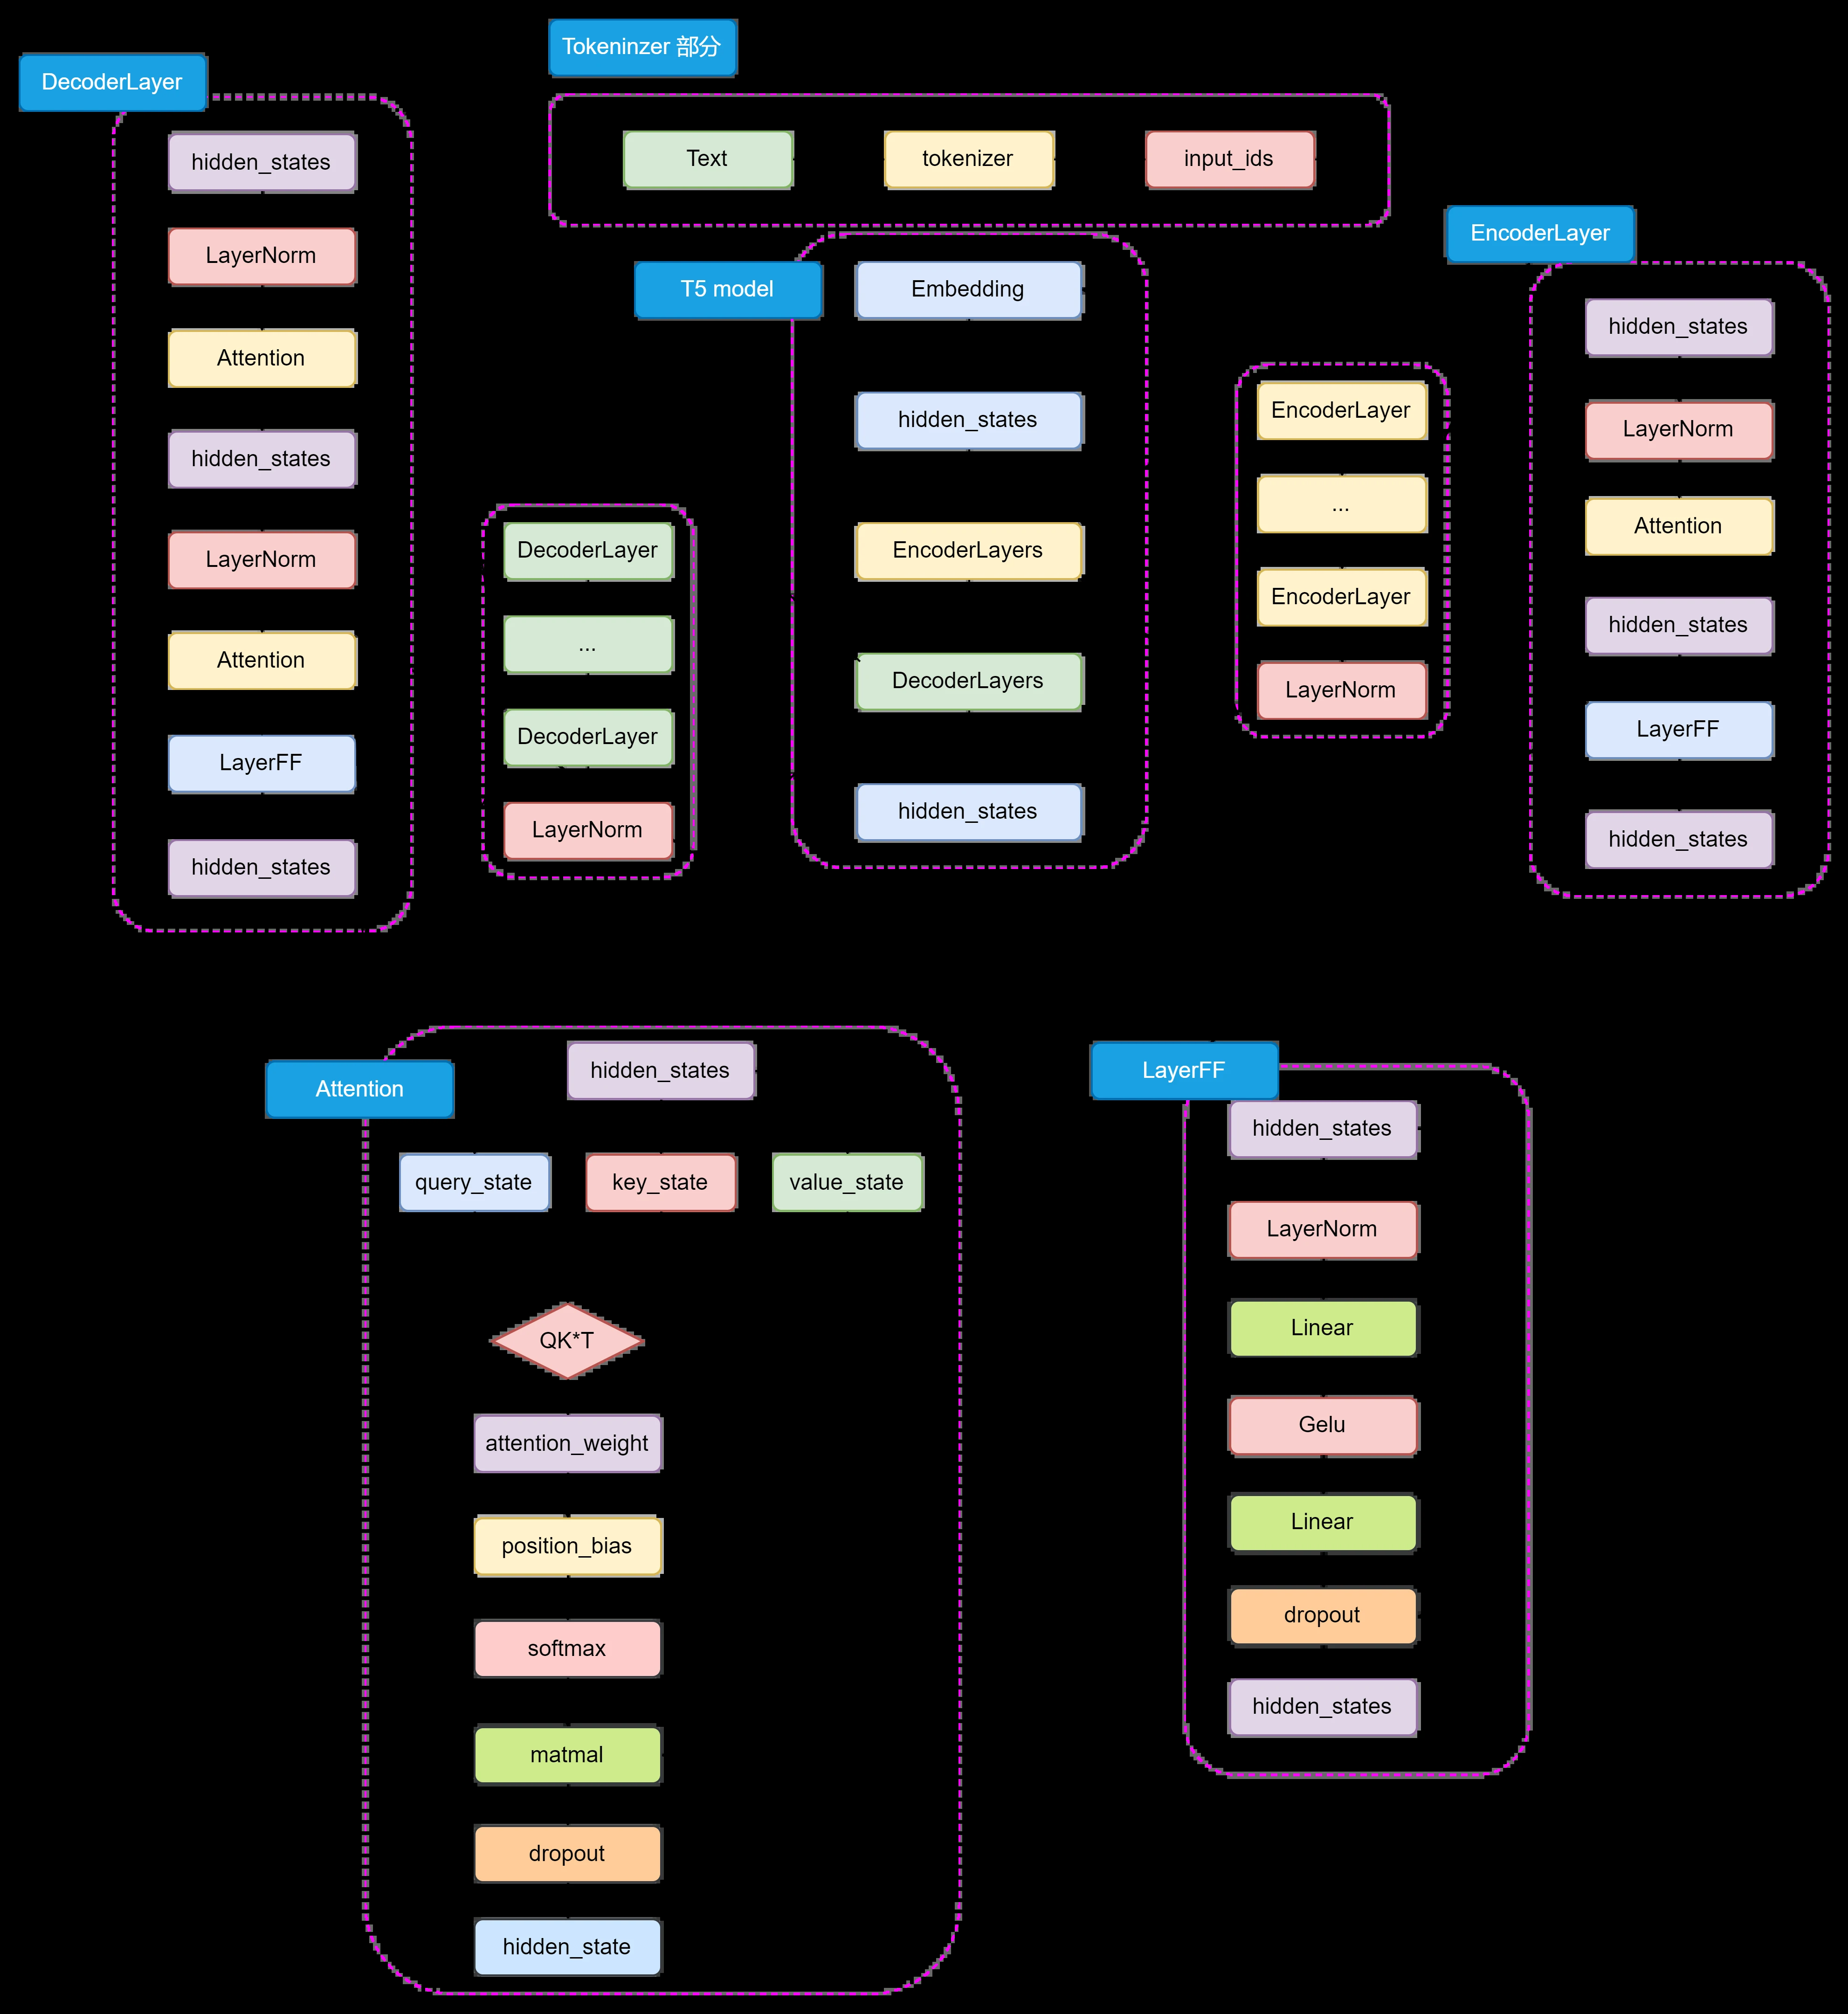 Tokeninzer 部分
Text
tokenizer
input_ids
DecoderLayer
hidden_states
LayerNorm
Attention
hidden_states
LayerNorm
Attention
LayerFF
hidden_states
DecoderLayer
...
DecoderLayer
LayerNorm
T5 model
Embedding
hidden_states
EncoderLayers
DecoderLayers
hidden_states
EncoderLayer
...
EncoderLayer
LayerNorm
EncoderLayer
hidden_states
LayerNorm
Attention
hidden_states
LayerFF
hidden_states
Attention
hidden_states
query_state
key_state
value_state
QK*T
attention_weight
position_bias
softmax
matmal
dropout
hidden_state
LayerFF
hidden_states
LayerNorm
Linear
Gelu
Linear
dropout
hidden_states